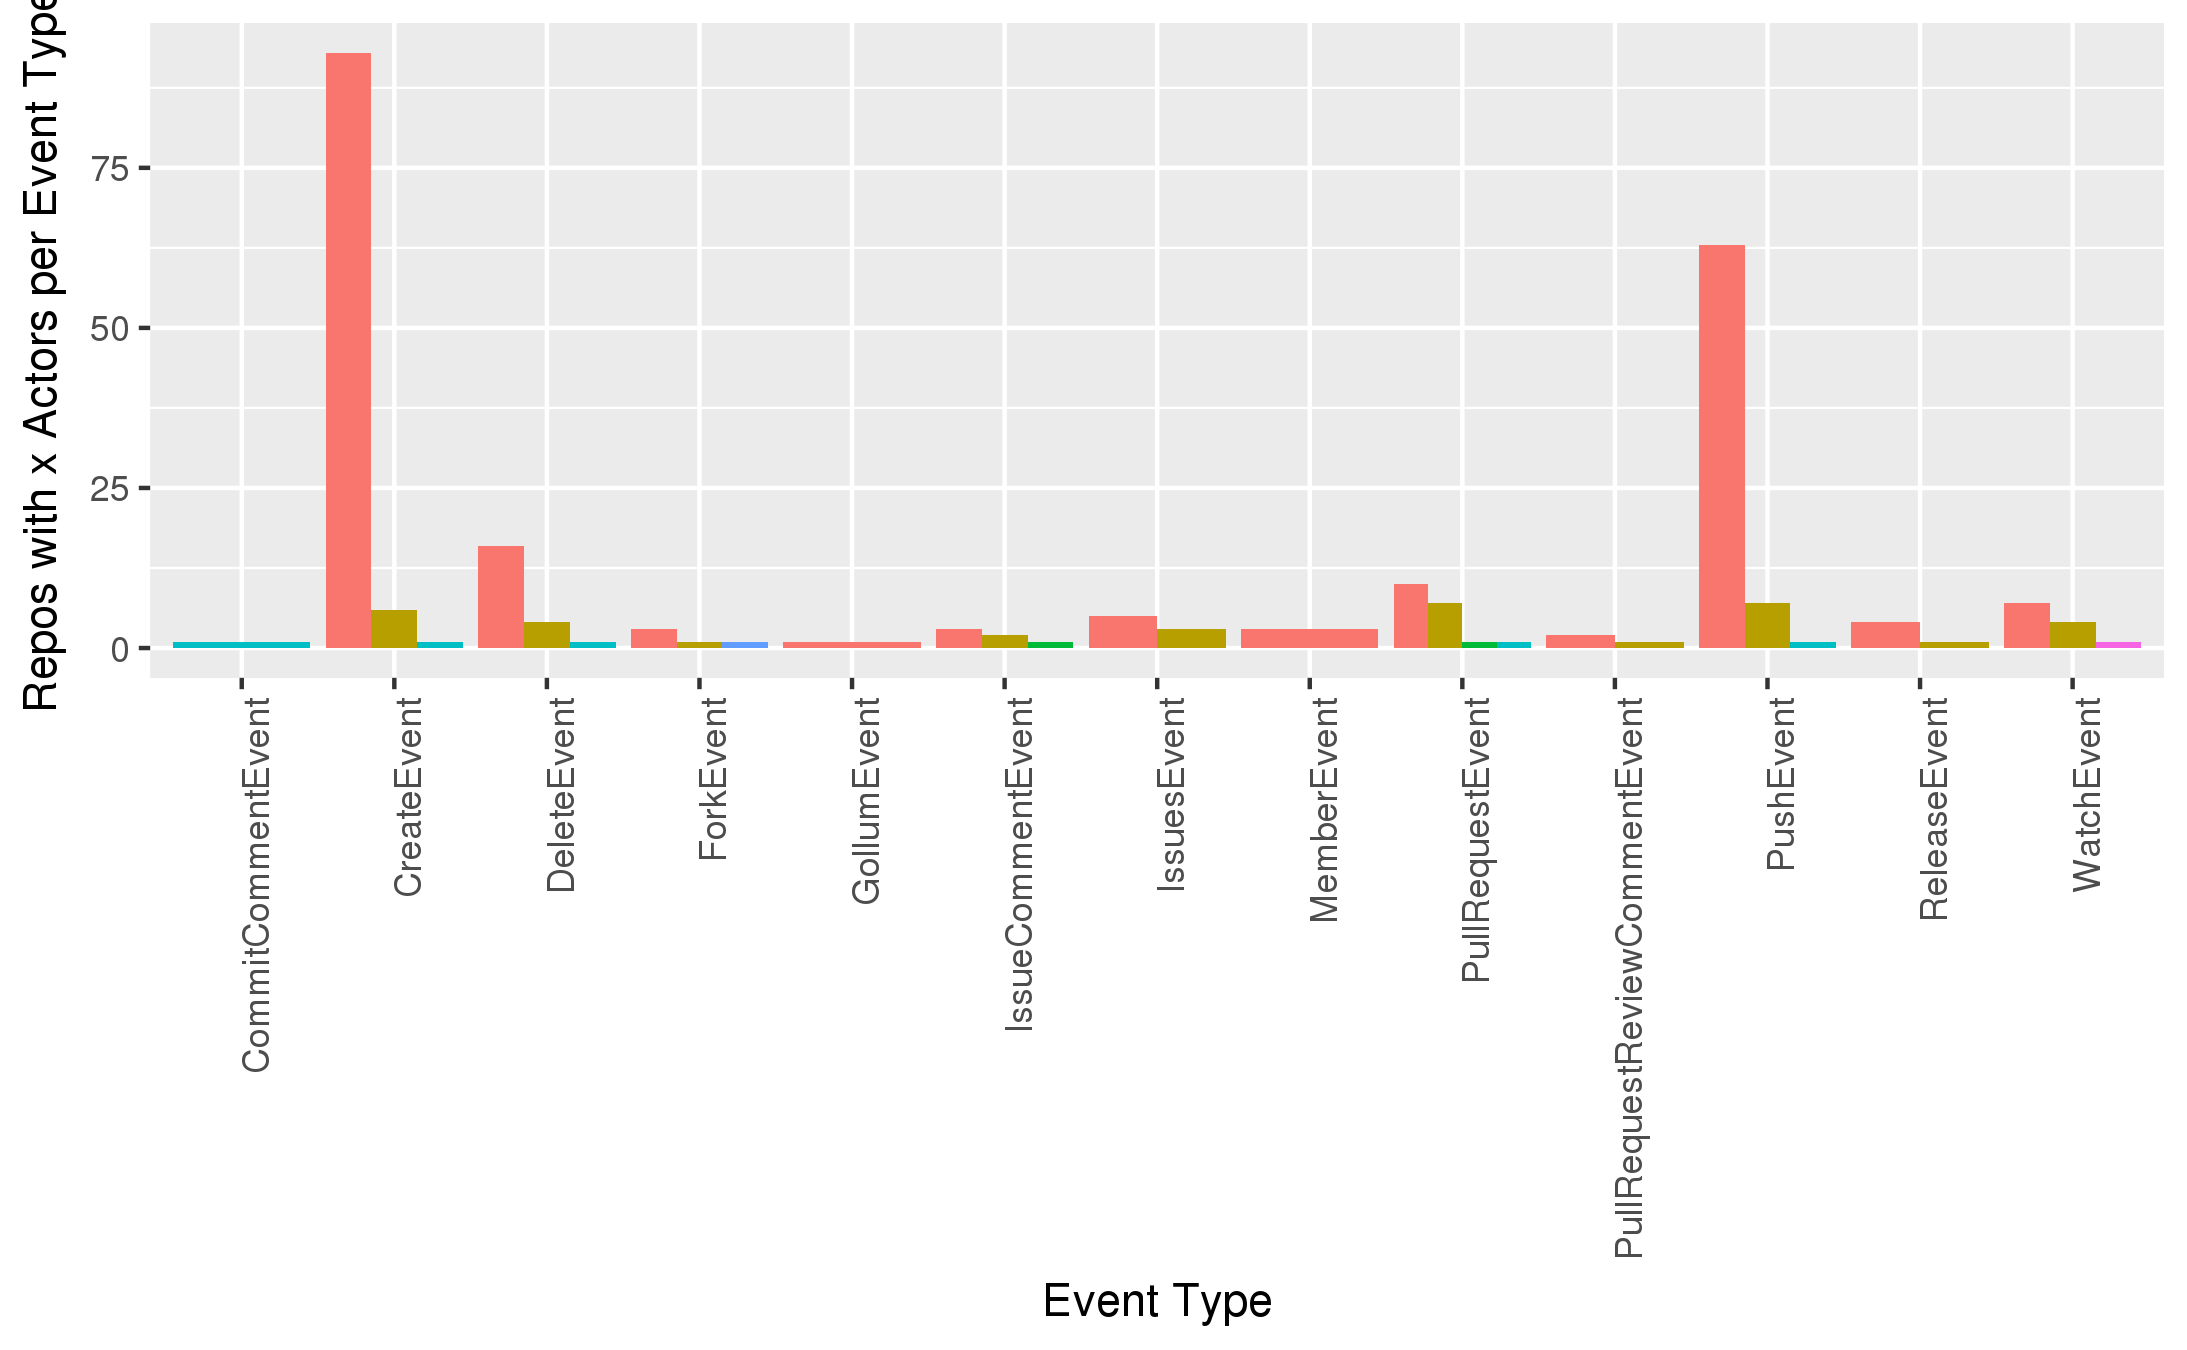 Repos with x Actors per Event Type
75
50
25
0
CommitCommentEvent
CreateEvent
DeleteEvent
ForkEvent
GollumEvent
IssueCommentEvent
IssuesEvent
MemberEvent
PullRequestEvent
PullRequestReviewCommentEvent
PushEvent
ReleaseEvent
WatchEvent
Event Type